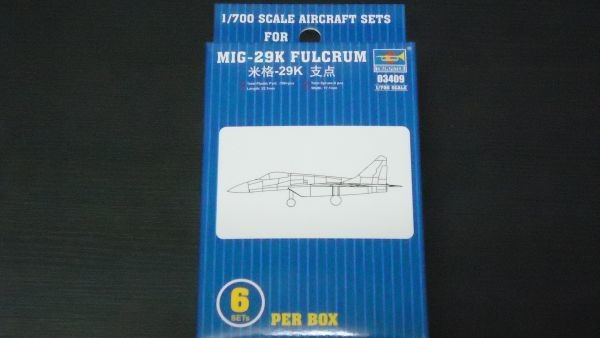 1/700 SCALE AIRCRAFT SETS
FOR
MIG-29K FULCRUM
米格-29K 支点
03409
1/700 SCALE
6
SETs
PER BOX